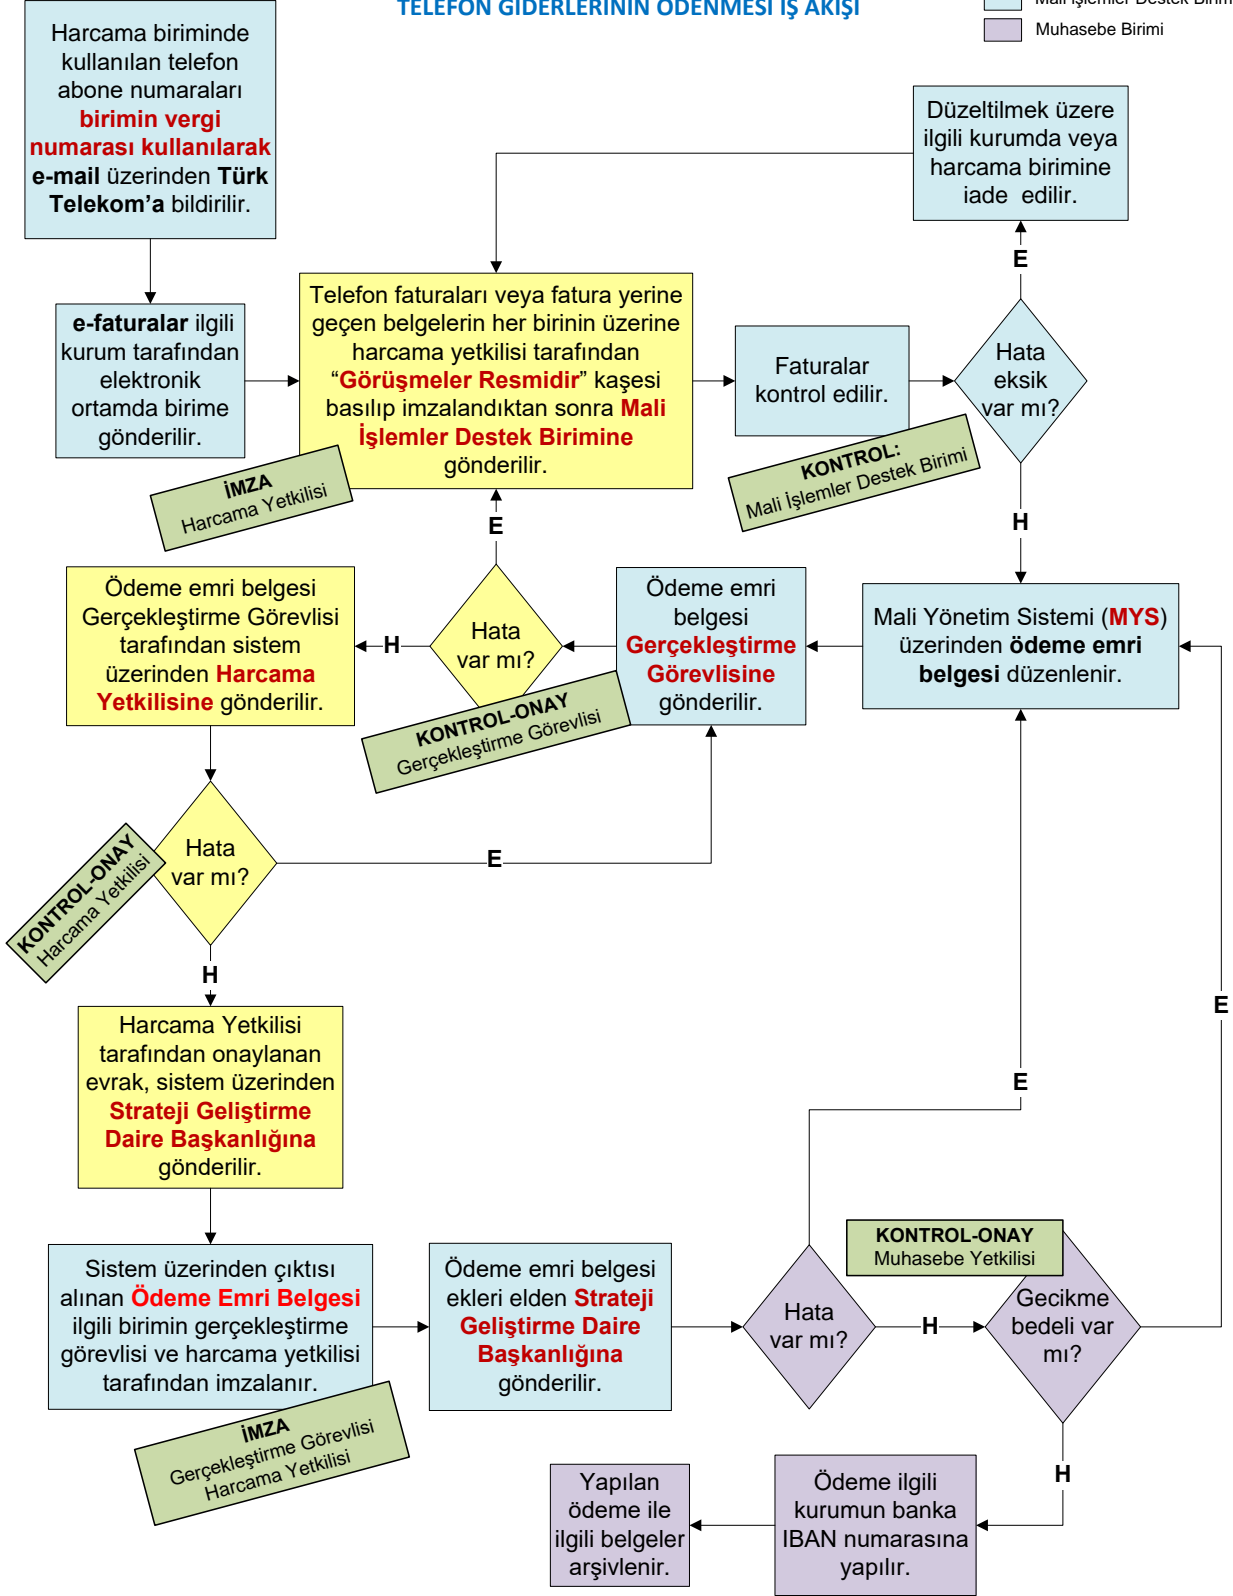 TELEFON GİDERLERİNİN ÖDENMESİ İŞ AKIŞI
Mali İşlemler Destek Birimi
Muhasebe Birimi
Harcama biriminde
kullanılan telefon
abone numaraları
birimin vergi
numarası kullanılarak
e-mail üzerinden Türk
Telekom’a bildirilir.
Düzeltilmek üzere
ilgili kurumda veya
harcama birimine
iade  edilir.
E
e-faturalar ilgili
kurum tarafından
elektronik
ortamda birime
gönderilir.
Telefon faturaları veya fatura yerine
geçen belgelerin her birinin üzerine
harcama yetkilisi tarafından
“Görüşmeler Resmidir” kaşesi
basılıp imzalandıktan sonra Mali
İşlemler Destek Birimine
gönderilir.
İMZA
Harcama Yetkilisi
Faturalar
kontrol edilir.
KONTROL:
Mali İşlemler Destek Birimi
Hata
eksik
var mı?
H
E
Ödeme emri belgesi
Gerçekleştirme Görevlisi
tarafından sistem
üzerinden Harcama
Yetkilisine gönderilir.
H
Hata
var mı?
KONTROL-ONAY
Gerçekleştirme Görevlisi
Ödeme emri
belgesi
Gerçekleştirme
Görevlisine
gönderilir.
Mali Yönetim Sistemi (MYS)
üzerinden ödeme emri
belgesi düzenlenir.
Hata
var mı?
KONTROL-ONAY
Harcama Yetkilisi
E
H
E
E
Harcama Yetkilisi
tarafından onaylanan
evrak, sistem üzerinden
Strateji Geliştirme
Daire Başkanlığına
gönderilir.
Sistem üzerinden çıktısı
alınan Ödeme Emri Belgesi
ilgili birimin gerçekleştirme
görevlisi ve harcama yetkilisi
tarafından imzalanır.
İMZA
Gerçekleştirme Görevlisi
Harcama Yetkilisi
Ödeme emri belgesi
ekleri elden Strateji
Geliştirme Daire
Başkanlığına
gönderilir.
Hata
var mı?
H
KONTROL-ONAY
Muhasebe Yetkilisi
Gecikme
bedeli var
mı?
H
Yapılan
ödeme ile
ilgili belgeler
arşivlenir.
Ödeme ilgili
kurumun banka
IBAN numarasına
yapılır.